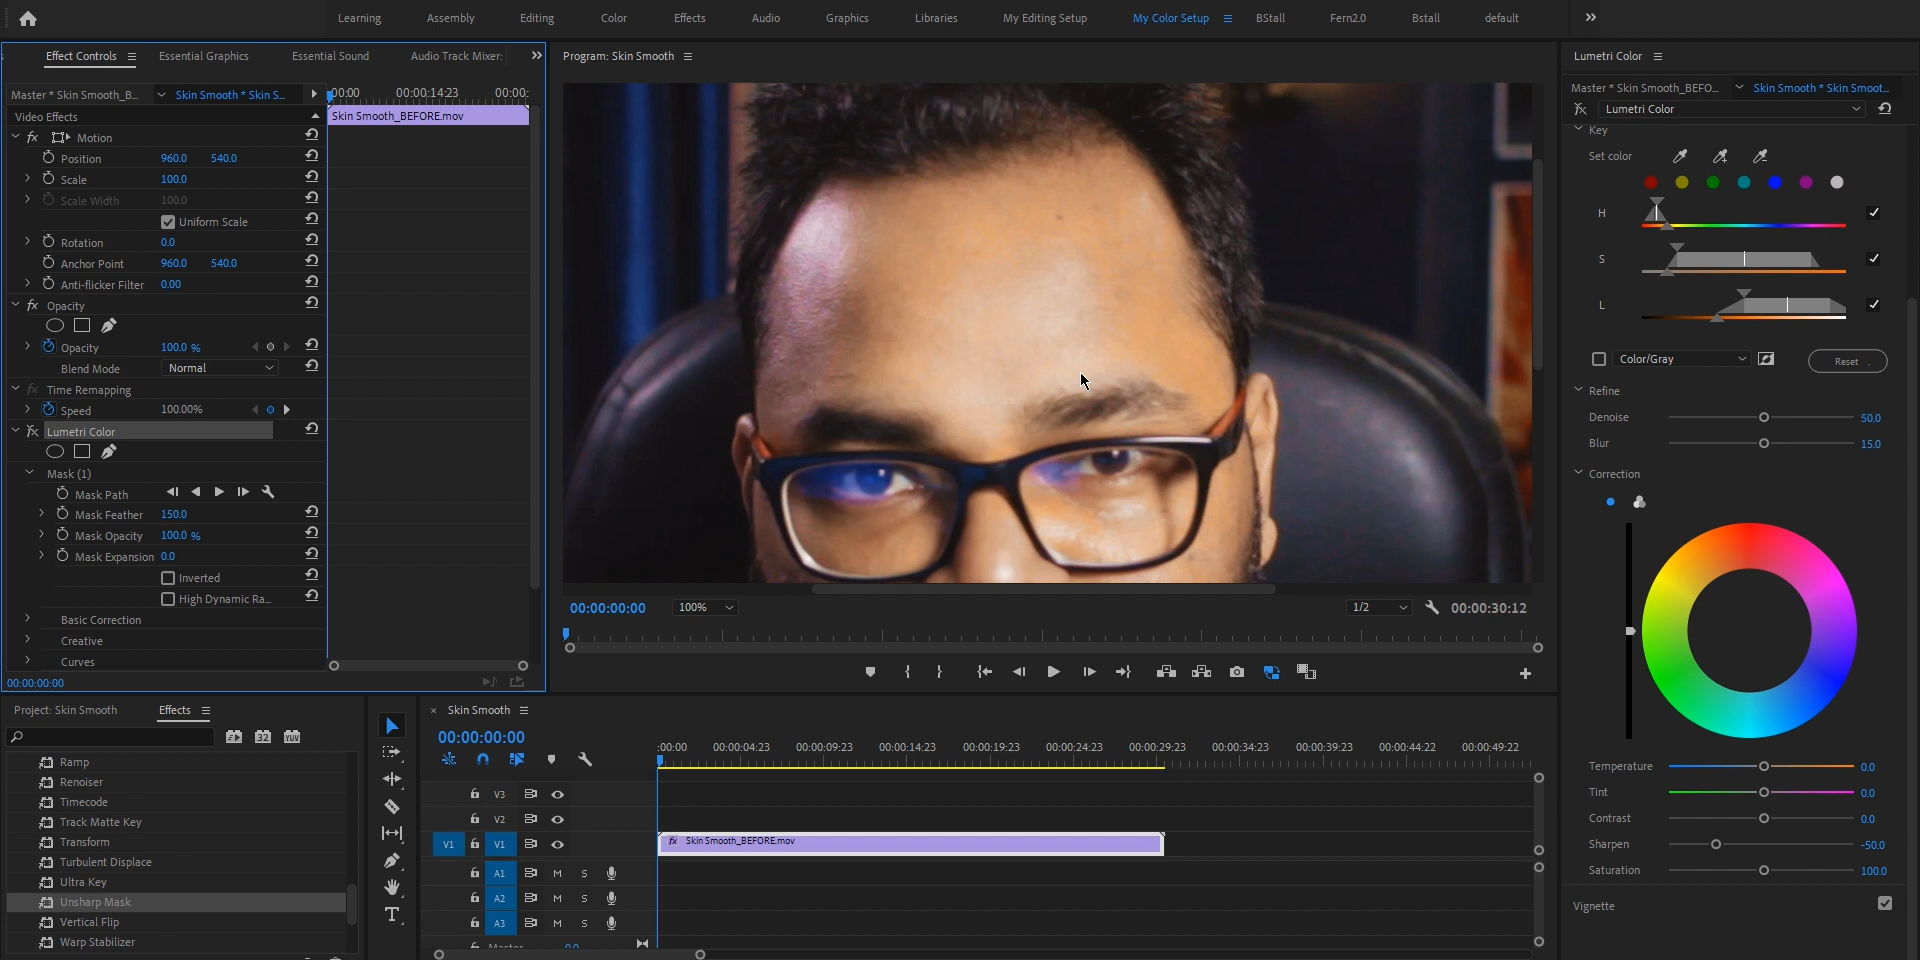 Learning Assembly Editing Color Effects Audio Graphics Libraries My Editing Setup My Color Setup BStall Fern2.0 Bstall default
Effect Controls Essential Graphics Essential Sound Audio Track Mixer:
Master * Skin Smooth_B... Skin Smooth * Skin S...
:00:00 00:00:14:23 00:00:
Video Effects
Skin Smooth_BEFORE.mov
fx Motion
Position 960.0 540.0
Scale 100.0
Scale Width 100.0
Uniform Scale
Rotation 0.0
Anchor Point 960.0 540.0
Anti-flicker Filter 0.00
fx Opacity
Opacity 100.0 %
Blend Mode Normal
fx Time Remapping
Speed 100.00%
fx Lumetri Color
Mask (1)
Mask Path
Mask Feather 150.0
Mask Opacity 100.0 %
Mask Expansion 0.0
Inverted
High Dynamic Ra...
Basic Correction
Creative
Curves
00:00:00:00
Program: Skin Smooth
00:00:00:00 100% 1/2 00:00:30:12
Lumetri Color
Master * Skin Smooth_BEFO... Skin Smooth * Skin Smoot...
fx Lumetri Color
Key
Set color
H
S
L
Color/Gray Reset
Refine
Denoise 50.0
Blur 15.0
Correction
Temperature 0.0
Tint 0.0
Contrast 0.0
Sharpen -50.0
Saturation 100.0
Vignette
Project: Skin Smooth Effects
32 YUV
Ramp
Renoiser
Timecode
Track Matte Key
Transform
Turbulent Displace
Ultra Key
Unsharp Mask
Vertical Flip
Warp Stabilizer
T
× Skin Smooth
00:00:00:00
:00:00 00:00:04:23 00:00:09:23 00:00:14:23 00:00:19:23 00:00:24:23 00:00:29:23 00:00:34:23 00:00:39:23 00:00:44:22 00:00:49:22
V3
V2
V1 V1 fx Skin Smooth_BEFORE.mov
A1 M S
A2 M S
A3 M S
Master 0.0